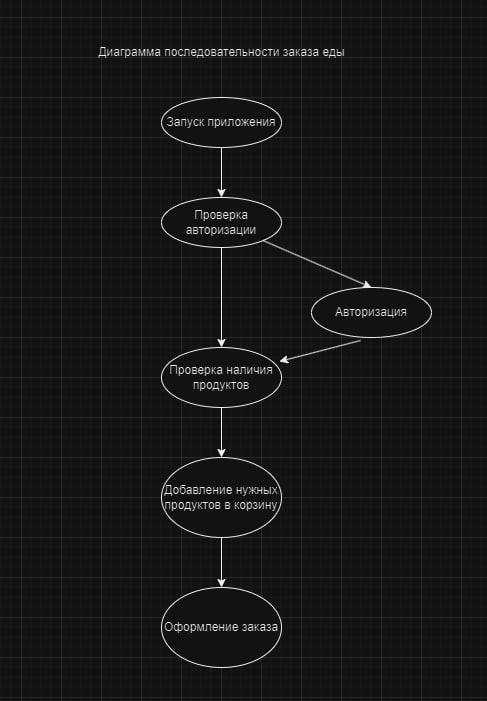 Диаграмма последовательности заказа еды
Запуск приложения
Проверка
авторизации
Авторизация
Проверка наличия
продуктов
Добавление нужных
продуктов в корзину
Оформление заказа